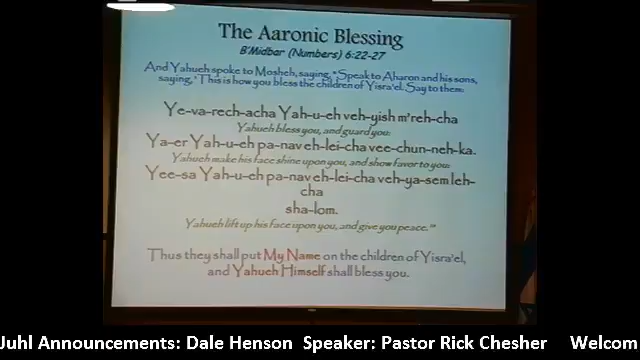 The Aaronic Blessing
B'Midbar (Numbers) 6:22-27
And Yahueh spoke to Mosheh, saying, "Speak to Aharon and his sons,
saying, 'This is how you bless the children of Yisra'el. Say to them:
Ye-va-rech-acha Yah-u-eh veh-yish m'reh-cha
Yahueh bless you, and guard you:
Ya-er Yah-u-eh pa-nav eh-lei-cha vee-chun-neh-ka.
Yahueh make his face shine upon you, and show favor to you:
Yee-sa Yah-u-eh pa-nav eh-lei-cha veh-ya-sem leh-
cha
sha-lom.
Yahueh lift up his face upon you, and give you peace."'
Thus they shall put My Name on the children of Yisra'el,
and Yahueh Himself shall bless you.
Juhl Announcements: Dale Henson Speaker: Pastor Rick Chesher Welcom